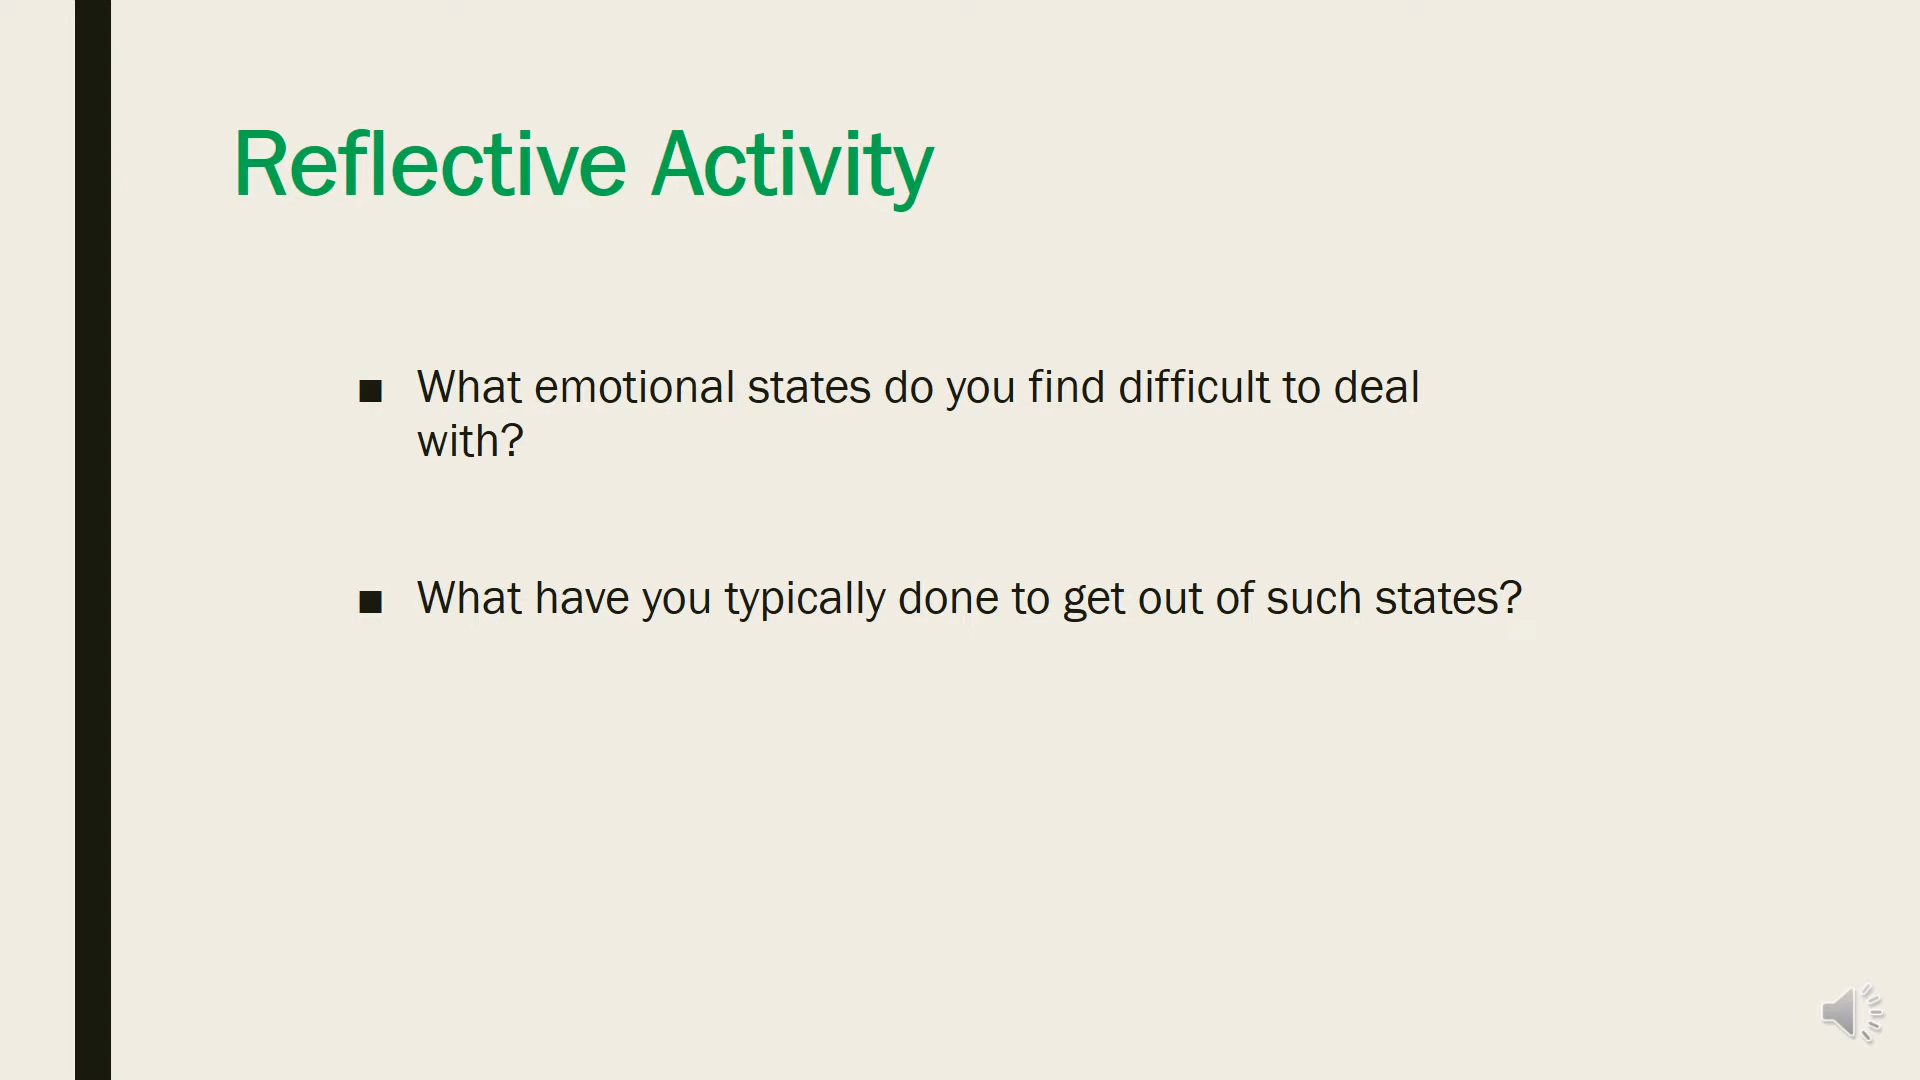 Reflective Activity
■ What emotional states do you find difficult to de
with?
■ What have you typically done to get out of such states?